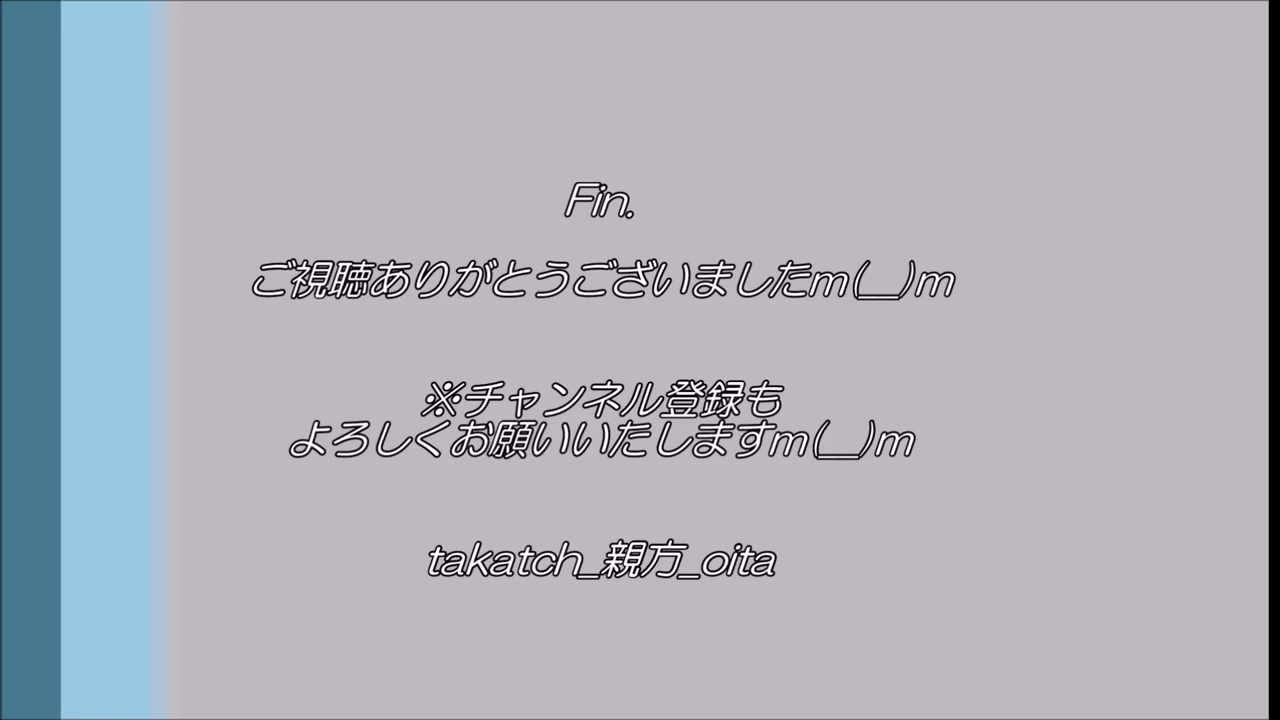 Fin.
ご視聴ありがとうございましたm(__)m
※チャンネル登録も
よろしくお願いいたしますm(__)m
takatch_親方_oita